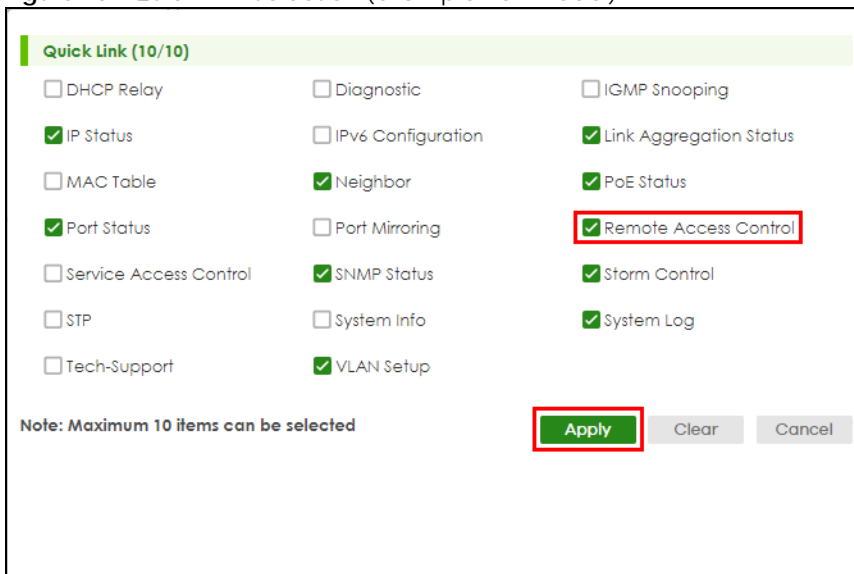 Quick Link (10/10)
DHCP Relay Diagnostic IGMP Snooping
IP Status IPv6 Configuration Link Aggregation Status
MAC Table Neighbor PoE Status
Port Status Port Mirroring Remote Access Control
Service Access Control SNMP Status Storm Control
STP System Info System Log
Tech-Support VLAN Setup
Note: Maximum 10 items can be selected Apply Clear Cancel